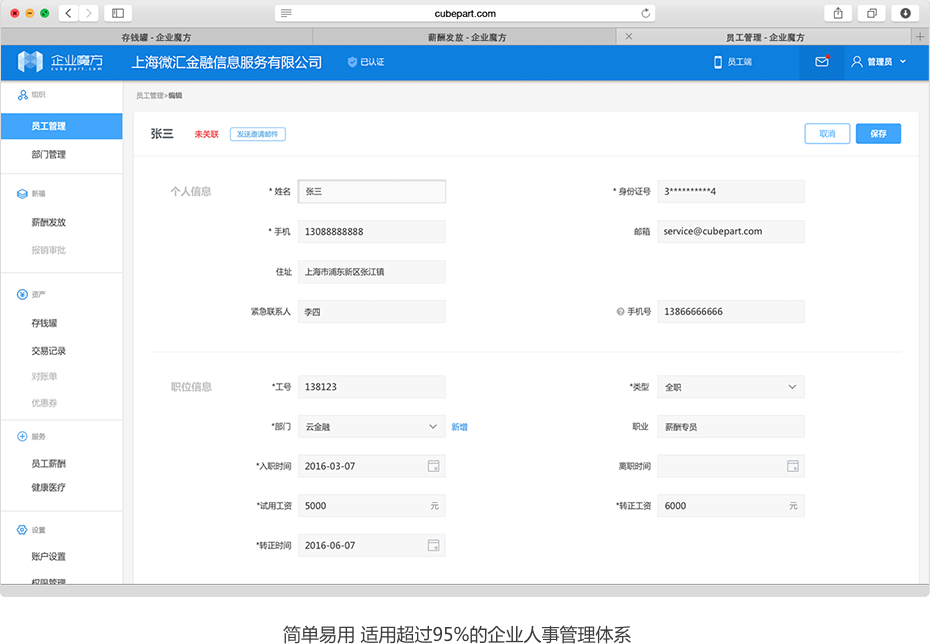 cubepart.com
存钱罐 - 企业魔方
薪酬发放 - 企业魔方
员工管理 - 企业魔方
企业魔方
cubepart.com
上海微汇金融信息服务有限公司
已认证
员工端
管理员
组织
员工管理
部门管理
新福
薪酬发放
报销审批
资产
存钱罐
交易记录
对账单
优惠券
服务
员工薪酬
健康医疗
设置
账户设置
权限管理
员工管理>编辑
张三
未关联
发送邀请邮件
取消
保存
个人信息
* 姓名 张三
* 身份证号 3**********4
* 手机 13088888888
邮箱 service@cubepart.com
住址 上海市浦东新区张江镇
紧急联系人 李四
手机号 13866666666
职位信息
*工号 138123
*类型 全职
*部门 云金融 新增
职业 薪酬专员
*入职时间 2016-03-07
离职时间
*试用工资 5000 元
*转正工资 6000 元
*转正时间 2016-06-07
简单易用 适用超过95%的企业人事管理体系